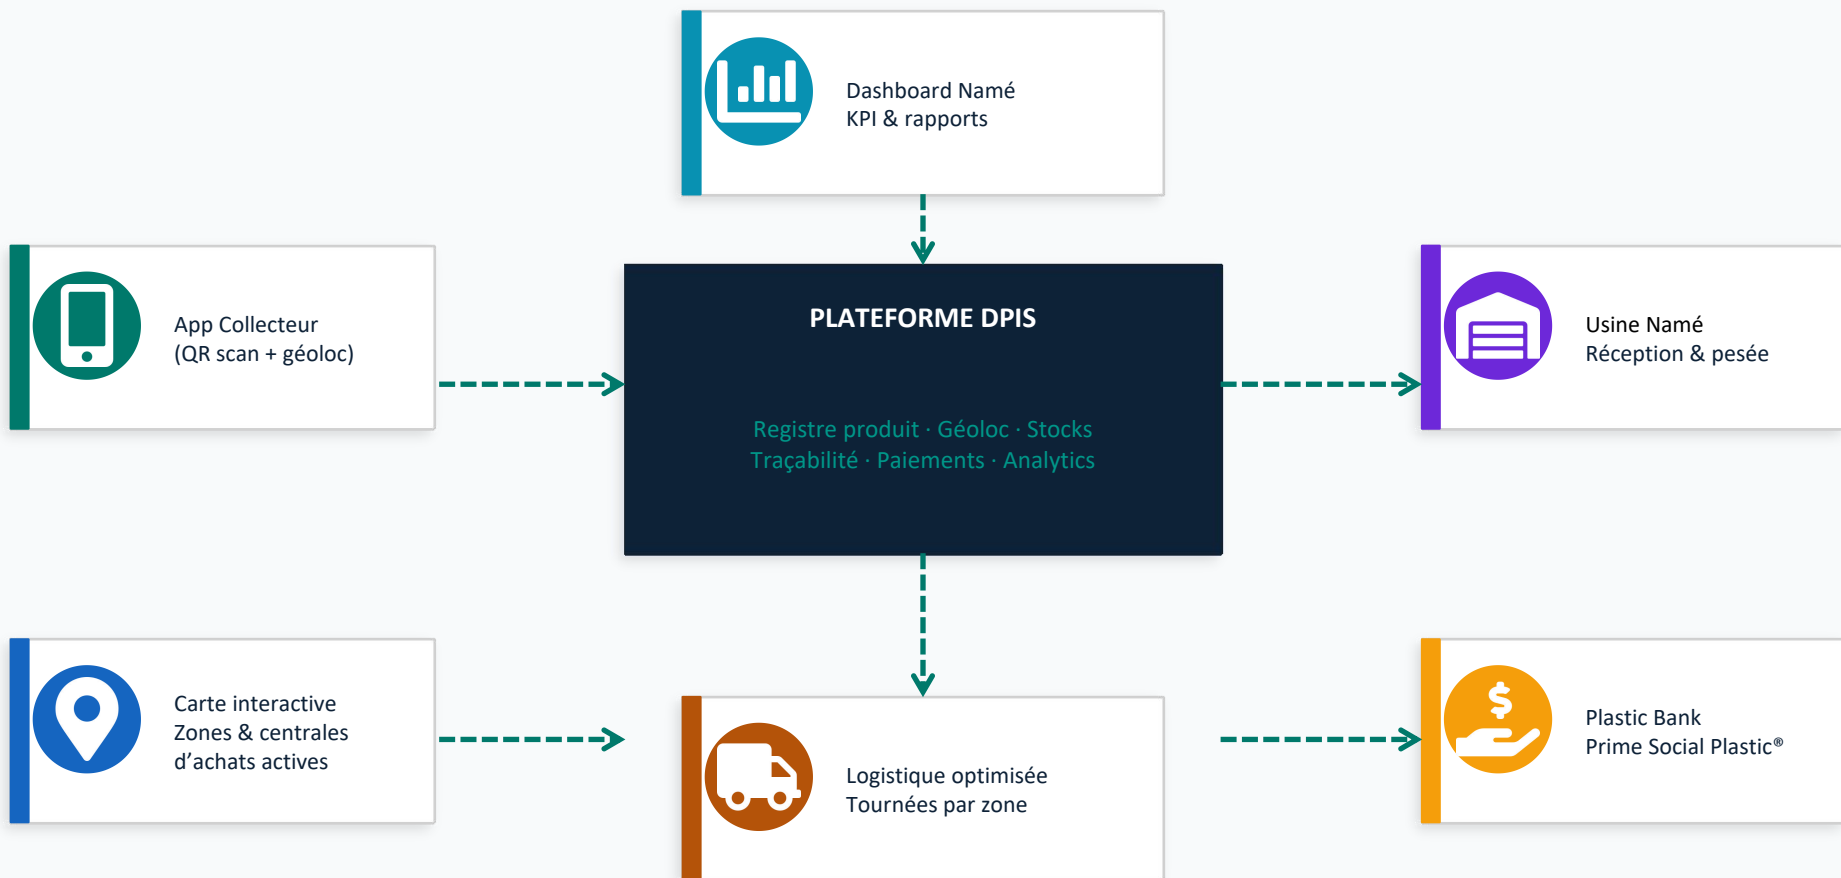 Dashboard Namé
KPI & rapports
App Collecteur
(QR scan + géoloc)
PLATEFORME DPIS
Registre produit · Géoloc · Stocks
Traçabilité · Paiements · Analytics
Usine Namé
Réception & pesée
Carte interactive
Zones & centrales
d’achats actives
Logistique optimisée
Tournées par zone
$
Plastic Bank
Prime Social Plastic®